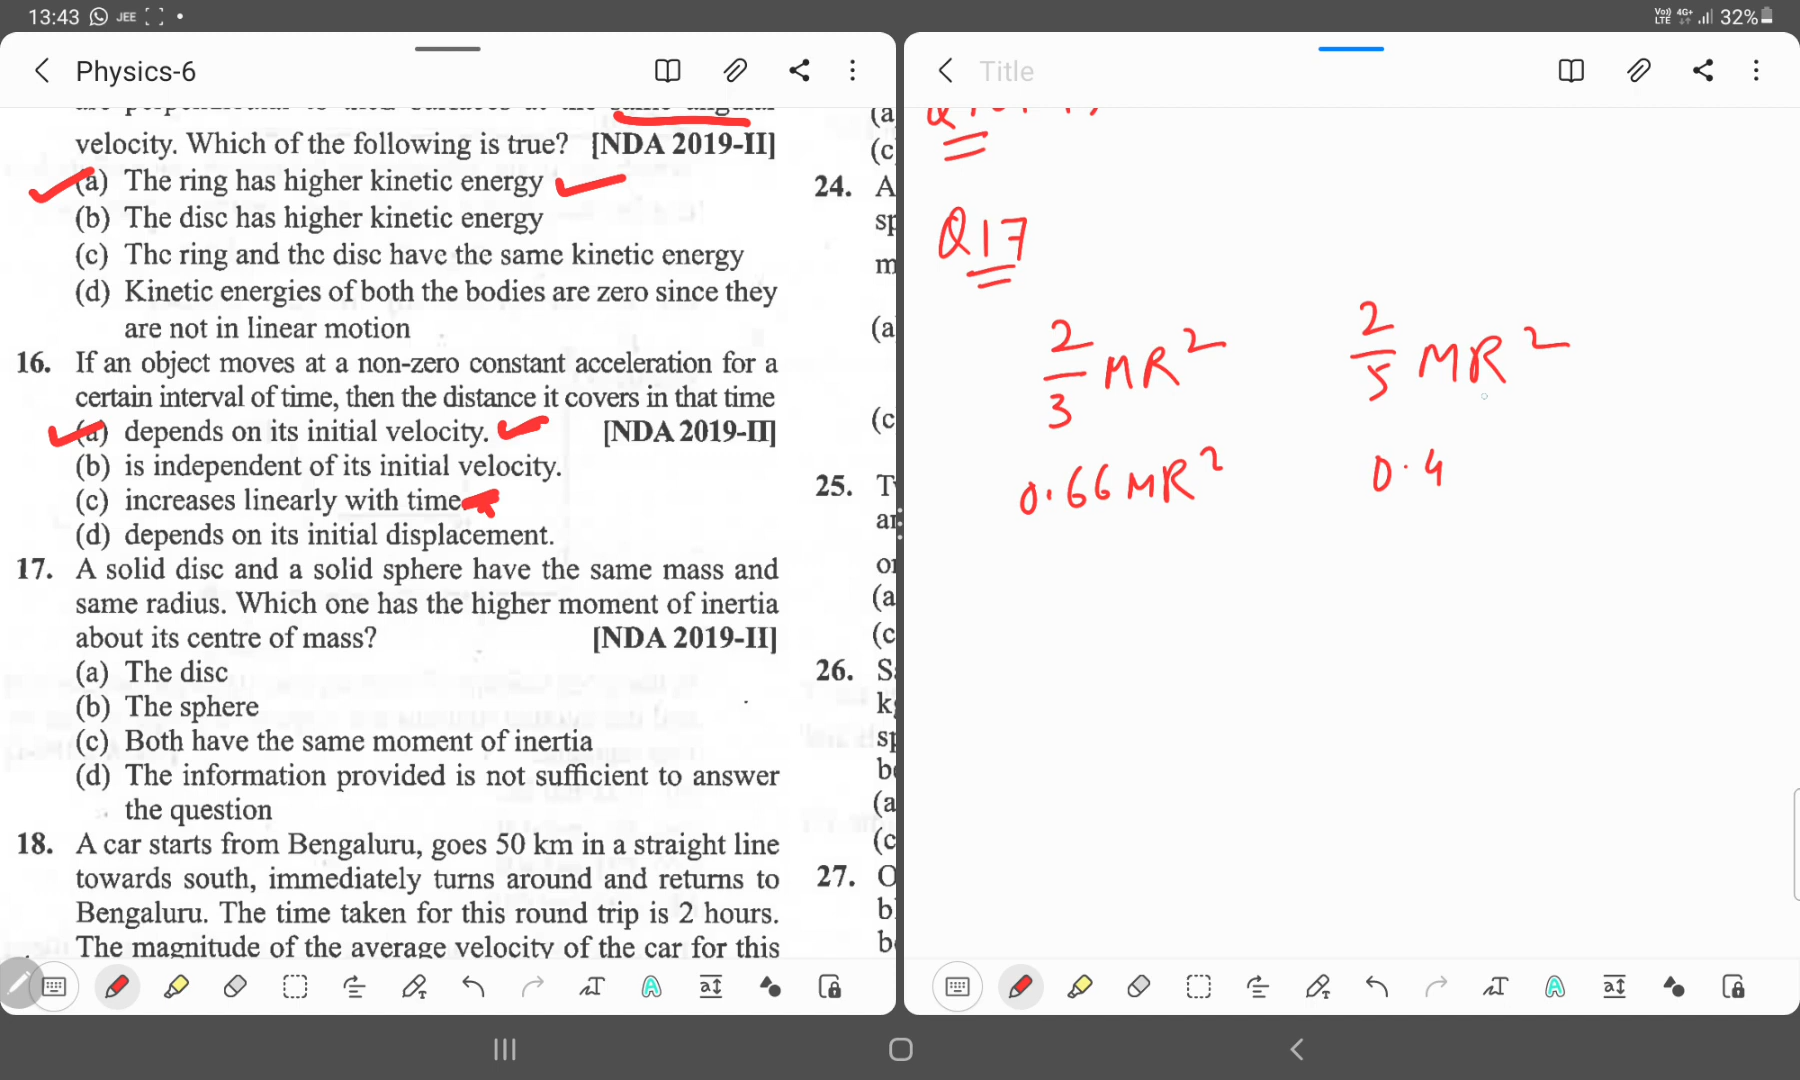 13:43 JEE
Vo)) LTE 4G+ 32%
Physics-6
velocity. Which of the following is true? [NDA 2019-II]
(a) The ring has higher kinetic energy
(b) The disc has higher kinetic energy
(c) The ring and the disc have the same kinetic energy
(d) Kinetic energies of both the bodies are zero since they
are not in linear motion
16. If an object moves at a non-zero constant acceleration for a
certain interval of time, then the distance it covers in that time
(a) depends on its initial velocity. [NDA 2019-II]
(b) is independent of its initial velocity.
(c) increases linearly with time
(d) depends on its initial displacement.
17. A solid disc and a solid sphere have the same mass and
same radius. Which one has the higher moment of inertia
about its centre of mass? [NDA 2019-II]
(a) The disc
(b) The sphere
(c) Both have the same moment of inertia
(d) The information provided is not sufficient to answer
the question
18. A car starts from Bengaluru, goes 50 km in a straight line
towards south, immediately turns around and returns to
Bengaluru. The time taken for this round trip is 2 hours.
The magnitude of the average velocity of the car for this
(a
(c
24. A
sp
m
(a
(c
25. T
(a
(c
26. S
k
sp
b
(a
(c
27. O
b
b
Title
Q17
2/3 MR²
2/5 MR²
0.66 MR²
0.4